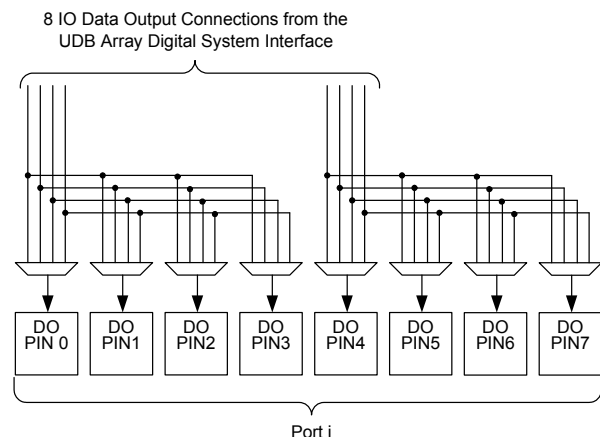 8 IO Data Output Connections from the
UDB Array Digital System Interface
DO
PIN 0
DO
PIN1
DO
PIN2
DO
PIN3
DO
PIN4
DO
PIN5
DO
PIN6
DO
PIN7
Port i